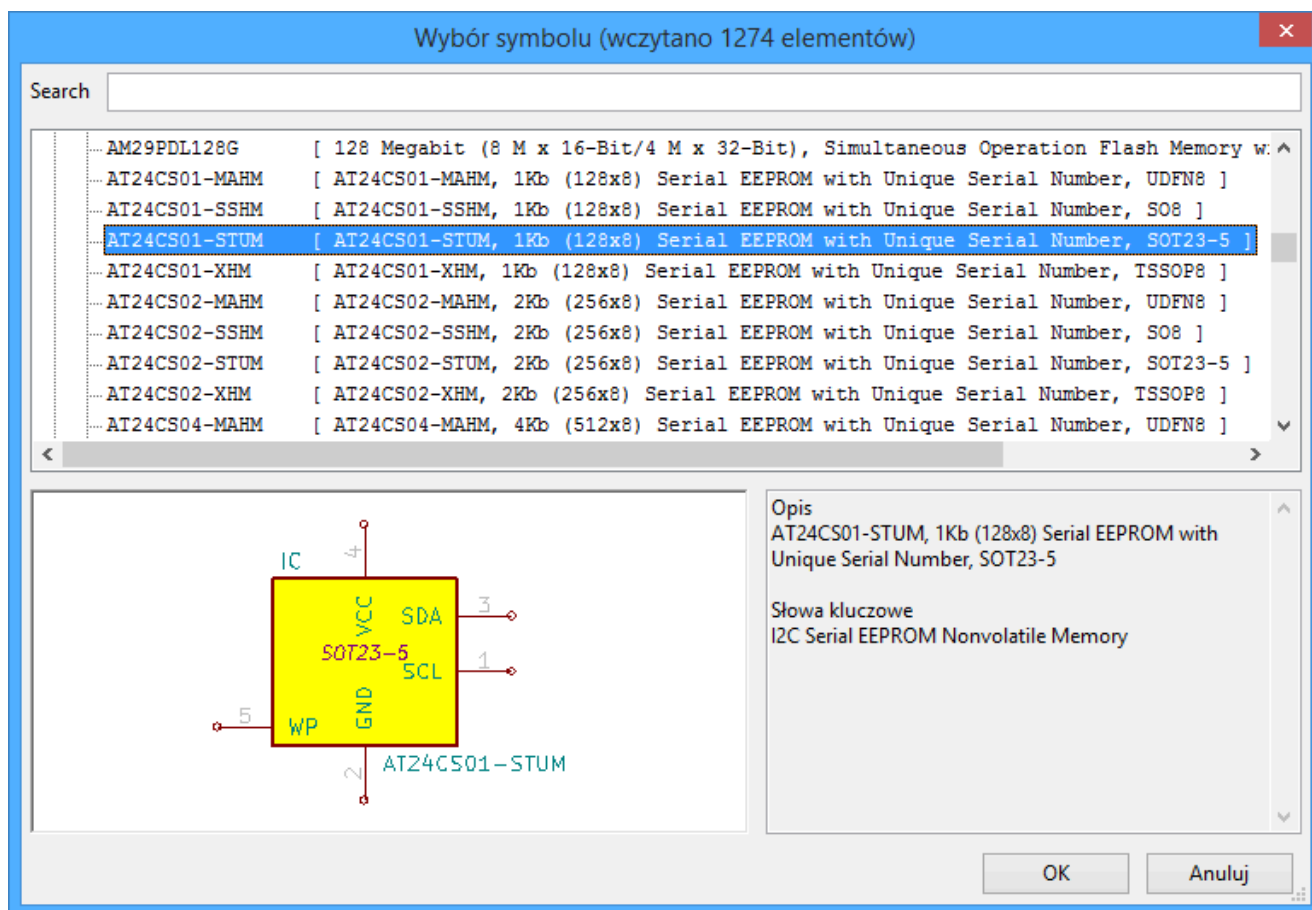 Wybór symbolu (wczytano 1274 elementów)
Search
AM29PDL128G [ 128 Megabit (8 M x 16-Bit/4 M x 32-Bit), Simultaneous Operation Flash Memory
AT24CS01-MAHM [ AT24CS01-MAHM, 1Kb (128x8) Serial EEPROM with Unique Serial Number, UDFN8 ]
AT24CS01-SSHM [ AT24CS01-SSHM, 1Kb (128x8) Serial EEPROM with Unique Serial Number, SO8 ]
AT24CS01-STUM [ AT24CS01-STUM, 1Kb (128x8) Serial EEPROM with Unique Serial Number, SOT23-5 ]
AT24CS01-XHM [ AT24CS01-XHM, 1Kb (128x8) Serial EEPROM with Unique Serial Number, TSSOP8 ]
AT24CS02-MAHM [ AT24CS02-MAHM, 2Kb (256x8) Serial EEPROM with Unique Serial Number, UDFN8 ]
AT24CS02-SSHM [ AT24CS02-SSHM, 2Kb (256x8) Serial EEPROM with Unique Serial Number, SO8 ]
AT24CS02-STUM [ AT24CS02-STUM, 2Kb (256x8) Serial EEPROM with Unique Serial Number, SOT23-5 ]
AT24CS02-XHM [ AT24CS02-XHM, 2Kb (256x8) Serial EEPROM with Unique Serial Number, TSSOP8 ]
AT24CS04-MAHM [ AT24CS04-MAHM, 4Kb (512x8) Serial EEPROM with Unique Serial Number, UDFN8 ]
IC
4
VCC
SDA
3
SOT23-5
SCL
1
5
WP
GND
2
AT24CS01-STUM
Opis
AT24CS01-STUM, 1Kb (128x8) Serial EEPROM with
Unique Serial Number, SOT23-5
Słowa kluczowe
I2C Serial EEPROM Nonvolatile Memory
OK
Anuluj